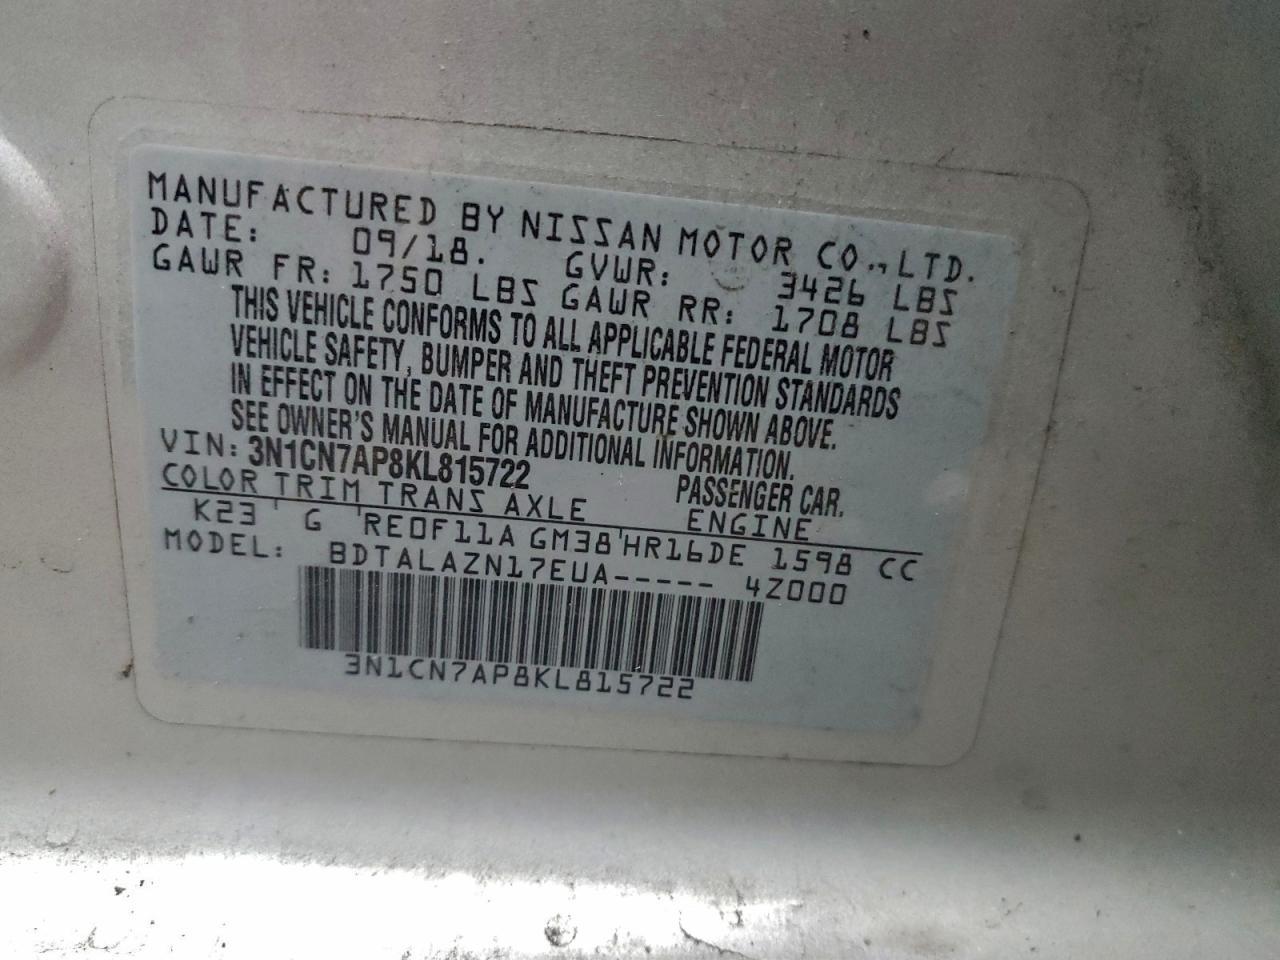 MANUFACTURED BY NISSAN MOTOR CO., LTD.
DATE: 09/18. GVWR: 3426 LBS
GAWR FR: 1750 LBS GAWR RR: 1708 LBS
THIS VEHICLE CONFORMS TO ALL APPLICABLE FEDERAL MOTOR
VEHICLE SAFETY, BUMPER AND THEFT PREVENTION STANDARDS
IN EFFECT ON THE DATE OF MANUFACTURE SHOWN ABOVE.
SEE OWNER'S MANUAL FOR ADDITIONAL INFORMATION.
VIN: 3N1CN7AP8KL815722 PASSENGER CAR.
COLOR TRIM TRANS AXLE ENGINE
K23 G RE0F11A GM38 HR16DE 1598 CC
MODEL: BDTALAZN17EUA----- 4Z000
3N1CN7AP8KL815722